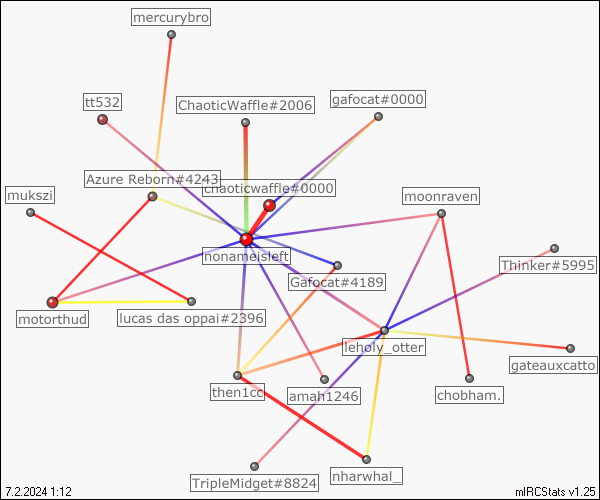 mercurybro
tt532
ChaoticWaffle#2006
gafocat#0000
Azure Reborn#4243
chaoticwaffle#0000
mukszi
moonraven
nonameisleft
Thinker#5995
Gafocat#4189
motorthud
lucas das oppai#2396
leholy_otter
gateauxcatto
then1cc
amah1246
chobham.
TripleMidget#8824
nharwhal_
7.2.2024 1:12
mIRCStats v1.25